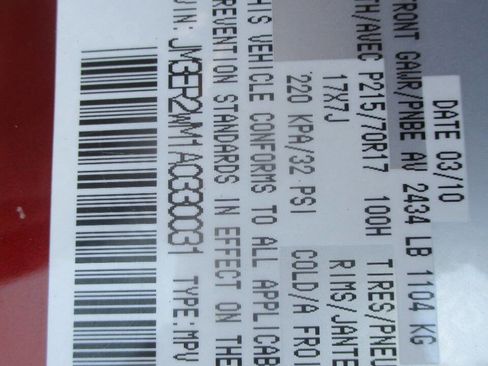 DATE 03/10
FRONT GAWR/PNBE AV 2434 LB 1104 KG
TH/AVEC P215/70R17 100H TIRES/PNEU
17X7J RIMS/JANTE
220 KPA/32 PSI COLD/A FROI
HIS VEHICLE CONFORMS TO ALL APPLICAB
REVENTION STANDARDS IN EFFECT ON THE
VIN: JM3ER2WM1A0330031 TYPE:MPV